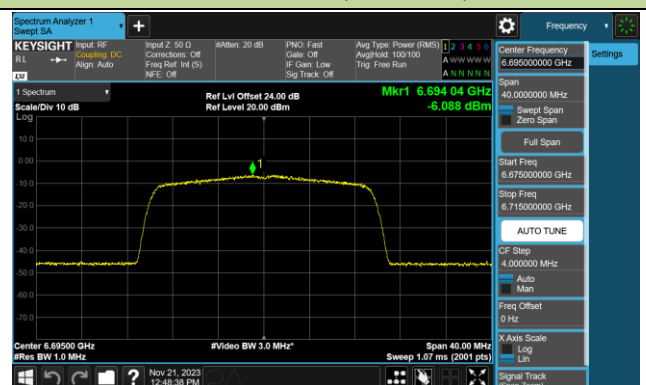 Spectrum Analyzer 1
Swept SA
Frequency
KEYSIGHT
RL
LW
Input: RF
Coupling: DC
Align: Auto
Input Z: 50 Ω
Corrections: Off
Freq Ref: Int (S)
NFE: Off
#Atten: 20 dB
PNO: Fast
Gate: Off
IF Gain: Low
Sig Track: Off
Avg Type: Power (RMS)
Avg|Hold: 100/100
Trig: Free Run
1 2 3 4 5 6
A W W W W W
A N N N N N
Center Frequency
6.695000000 GHz
Settings
Span
40.0000000 MHz
Swept Span
Zero Span
Full Span
Start Freq
6.675000000 GHz
Stop Freq
6.715000000 GHz
AUTO TUNE
CF Step
4.000000 MHz
Auto
Man
Freq Offset
0 Hz
X Axis Scale
Log
Lin
Signal Track
(Span Zoom)
1 Spectrum
Scale/Div 10 dB
Log
Ref Lvl Offset 24.00 dB
Ref Level 20.00 dBm
Mkr1 6.694 04 GHz
-6.088 dBm
10.0
0.00
-10.0
-20.0
-30.0
-40.0
-50.0
-60.0
-70.0
1
Center 6.69500 GHz
#Res BW 1.0 MHz
#Video BW 3.0 MHz*
Span 40.00 MHz
Sweep 1.07 ms (2001 pts)
?
Nov 21, 2023
12:48:38 PM